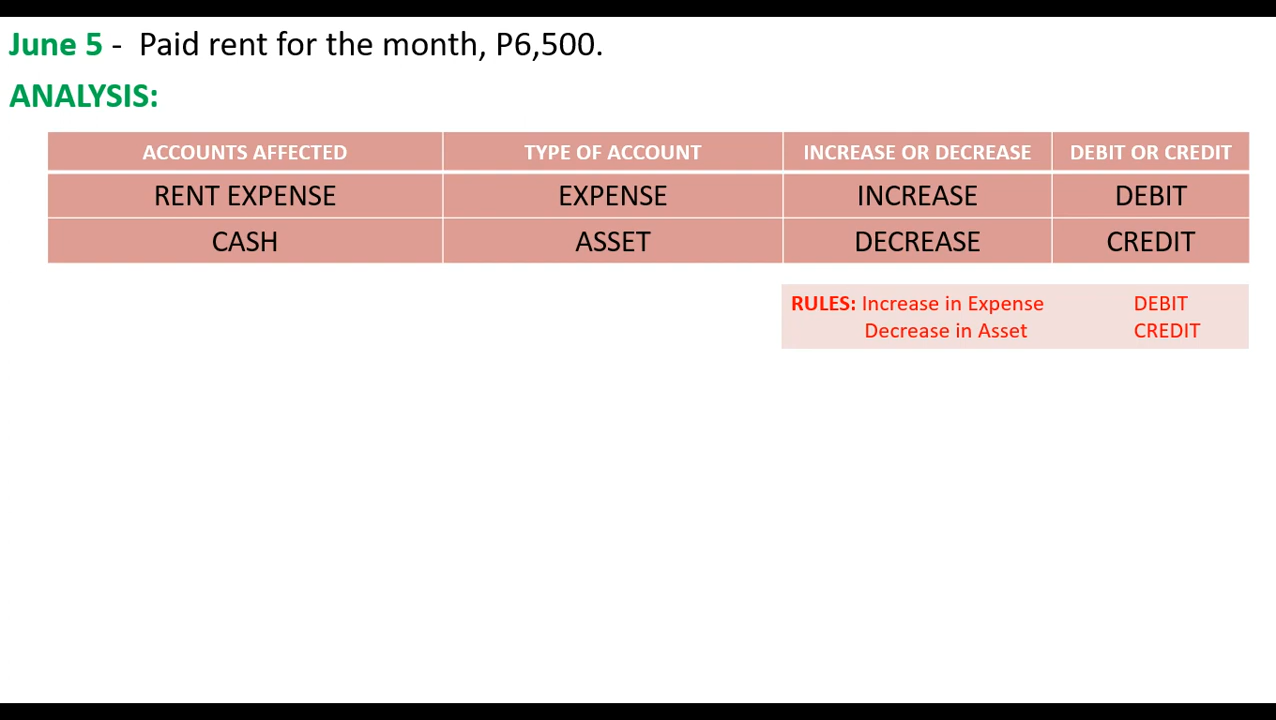 June 5 - Paid rent for the month, P6,500.
ANALYSIS:
ACCOUNTS AFFECTED TYPE OF ACCOUNT INCREASE OR DECREASE DEBIT OR CREDIT
RENT EXPENSE EXPENSE INCREASE DEBIT
CASH ASSET DECREASE CREDIT
RULES: Increase in Expense DEBIT
Decrease in Asset CREDIT